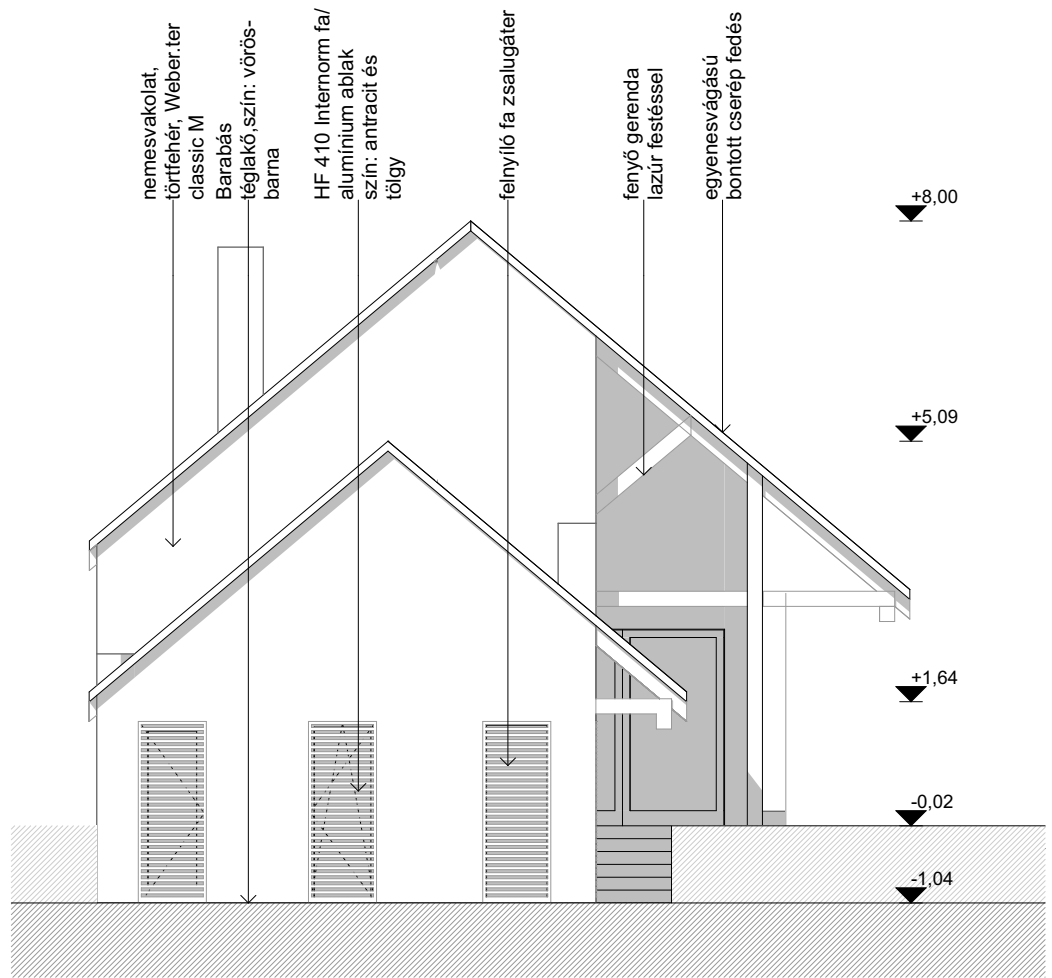 nemesvakolat,
törtfehér, Weber.ter
classic M
Barabás
téglakő,szín: vörös-
barna
HF 410 Internorm fa/
alumínium ablak
szín: antracit és
tölgy
felnyíló fa zsalugáter
fenyő gerenda
lazúr festéssel
egyenesvágású
bontott cserép fedés
+8,00
+5,09
+1,64
-0,02
-1,04